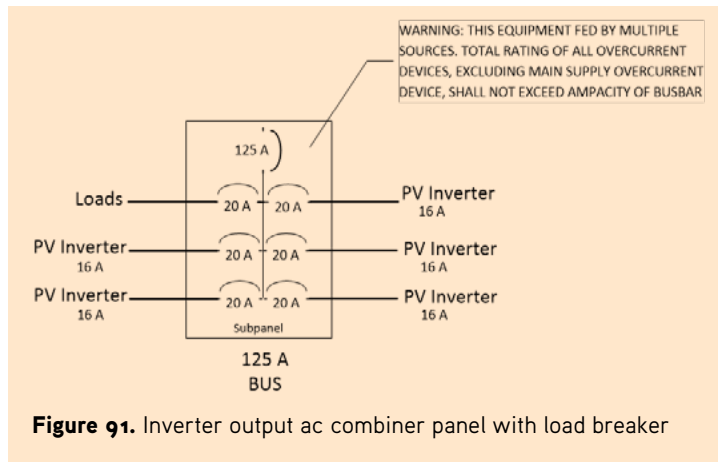 WARNING: THIS EQUIPMENT FED BY MULTIPLE
SOURCES. TOTAL RATING OF ALL OVERCURRENT
DEVICES, EXCLUDING MAIN SUPPLY OVERCURRENT
DEVICE, SHALL NOT EXCEED AMPACITY OF BUSBAR
125 A
Loads
20 A
20 A
PV Inverter
16 A
PV Inverter
16 A
20 A
20 A
PV Inverter
16 A
PV Inverter
16 A
20 A
20 A
PV Inverter
16 A
Subpanel
125 A
BUS
Figure 91. Inverter output ac combiner panel with load breaker